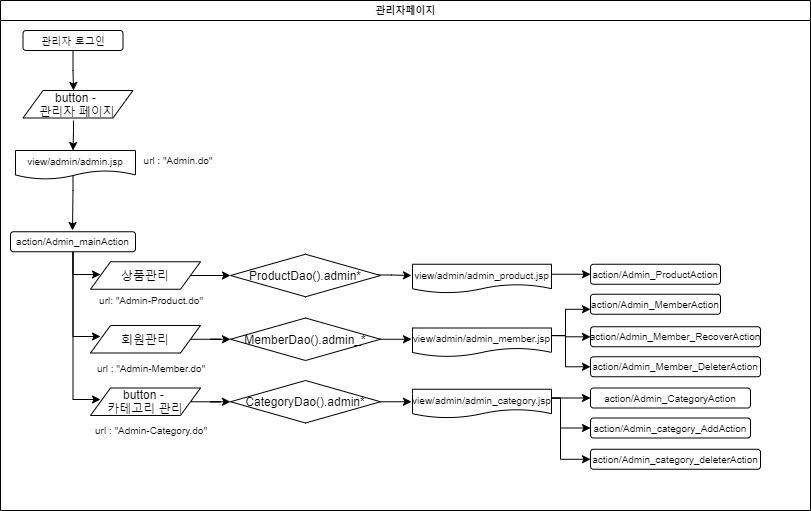 관리자페이지
관리자 로그인
button -
관리자 페이지
view/admin/admin.jsp
url : "Admin.do"
action/Admin_mainAction
상품관리
ProductDao().admin*
view/admin/admin_product.jsp
action/Admin_ProductAction
url: "Admin-Product.do"
회원관리
MemberDao().admin_*
view/admin/admin_member.jsp
action/Admin_MemberAction
action/Admin_Member_RecoverAction
action/Admin_Member_DeleterAction
url : "Admin-Member.do"
button -
카테고리 관리
CategoryDao().admin*
view/admin/admin_category.jsp
action/Admin_CategoryAction
action/Admin_category_AddAction
action/Admin_category_deleterAction
url : "Admin-Category.do"